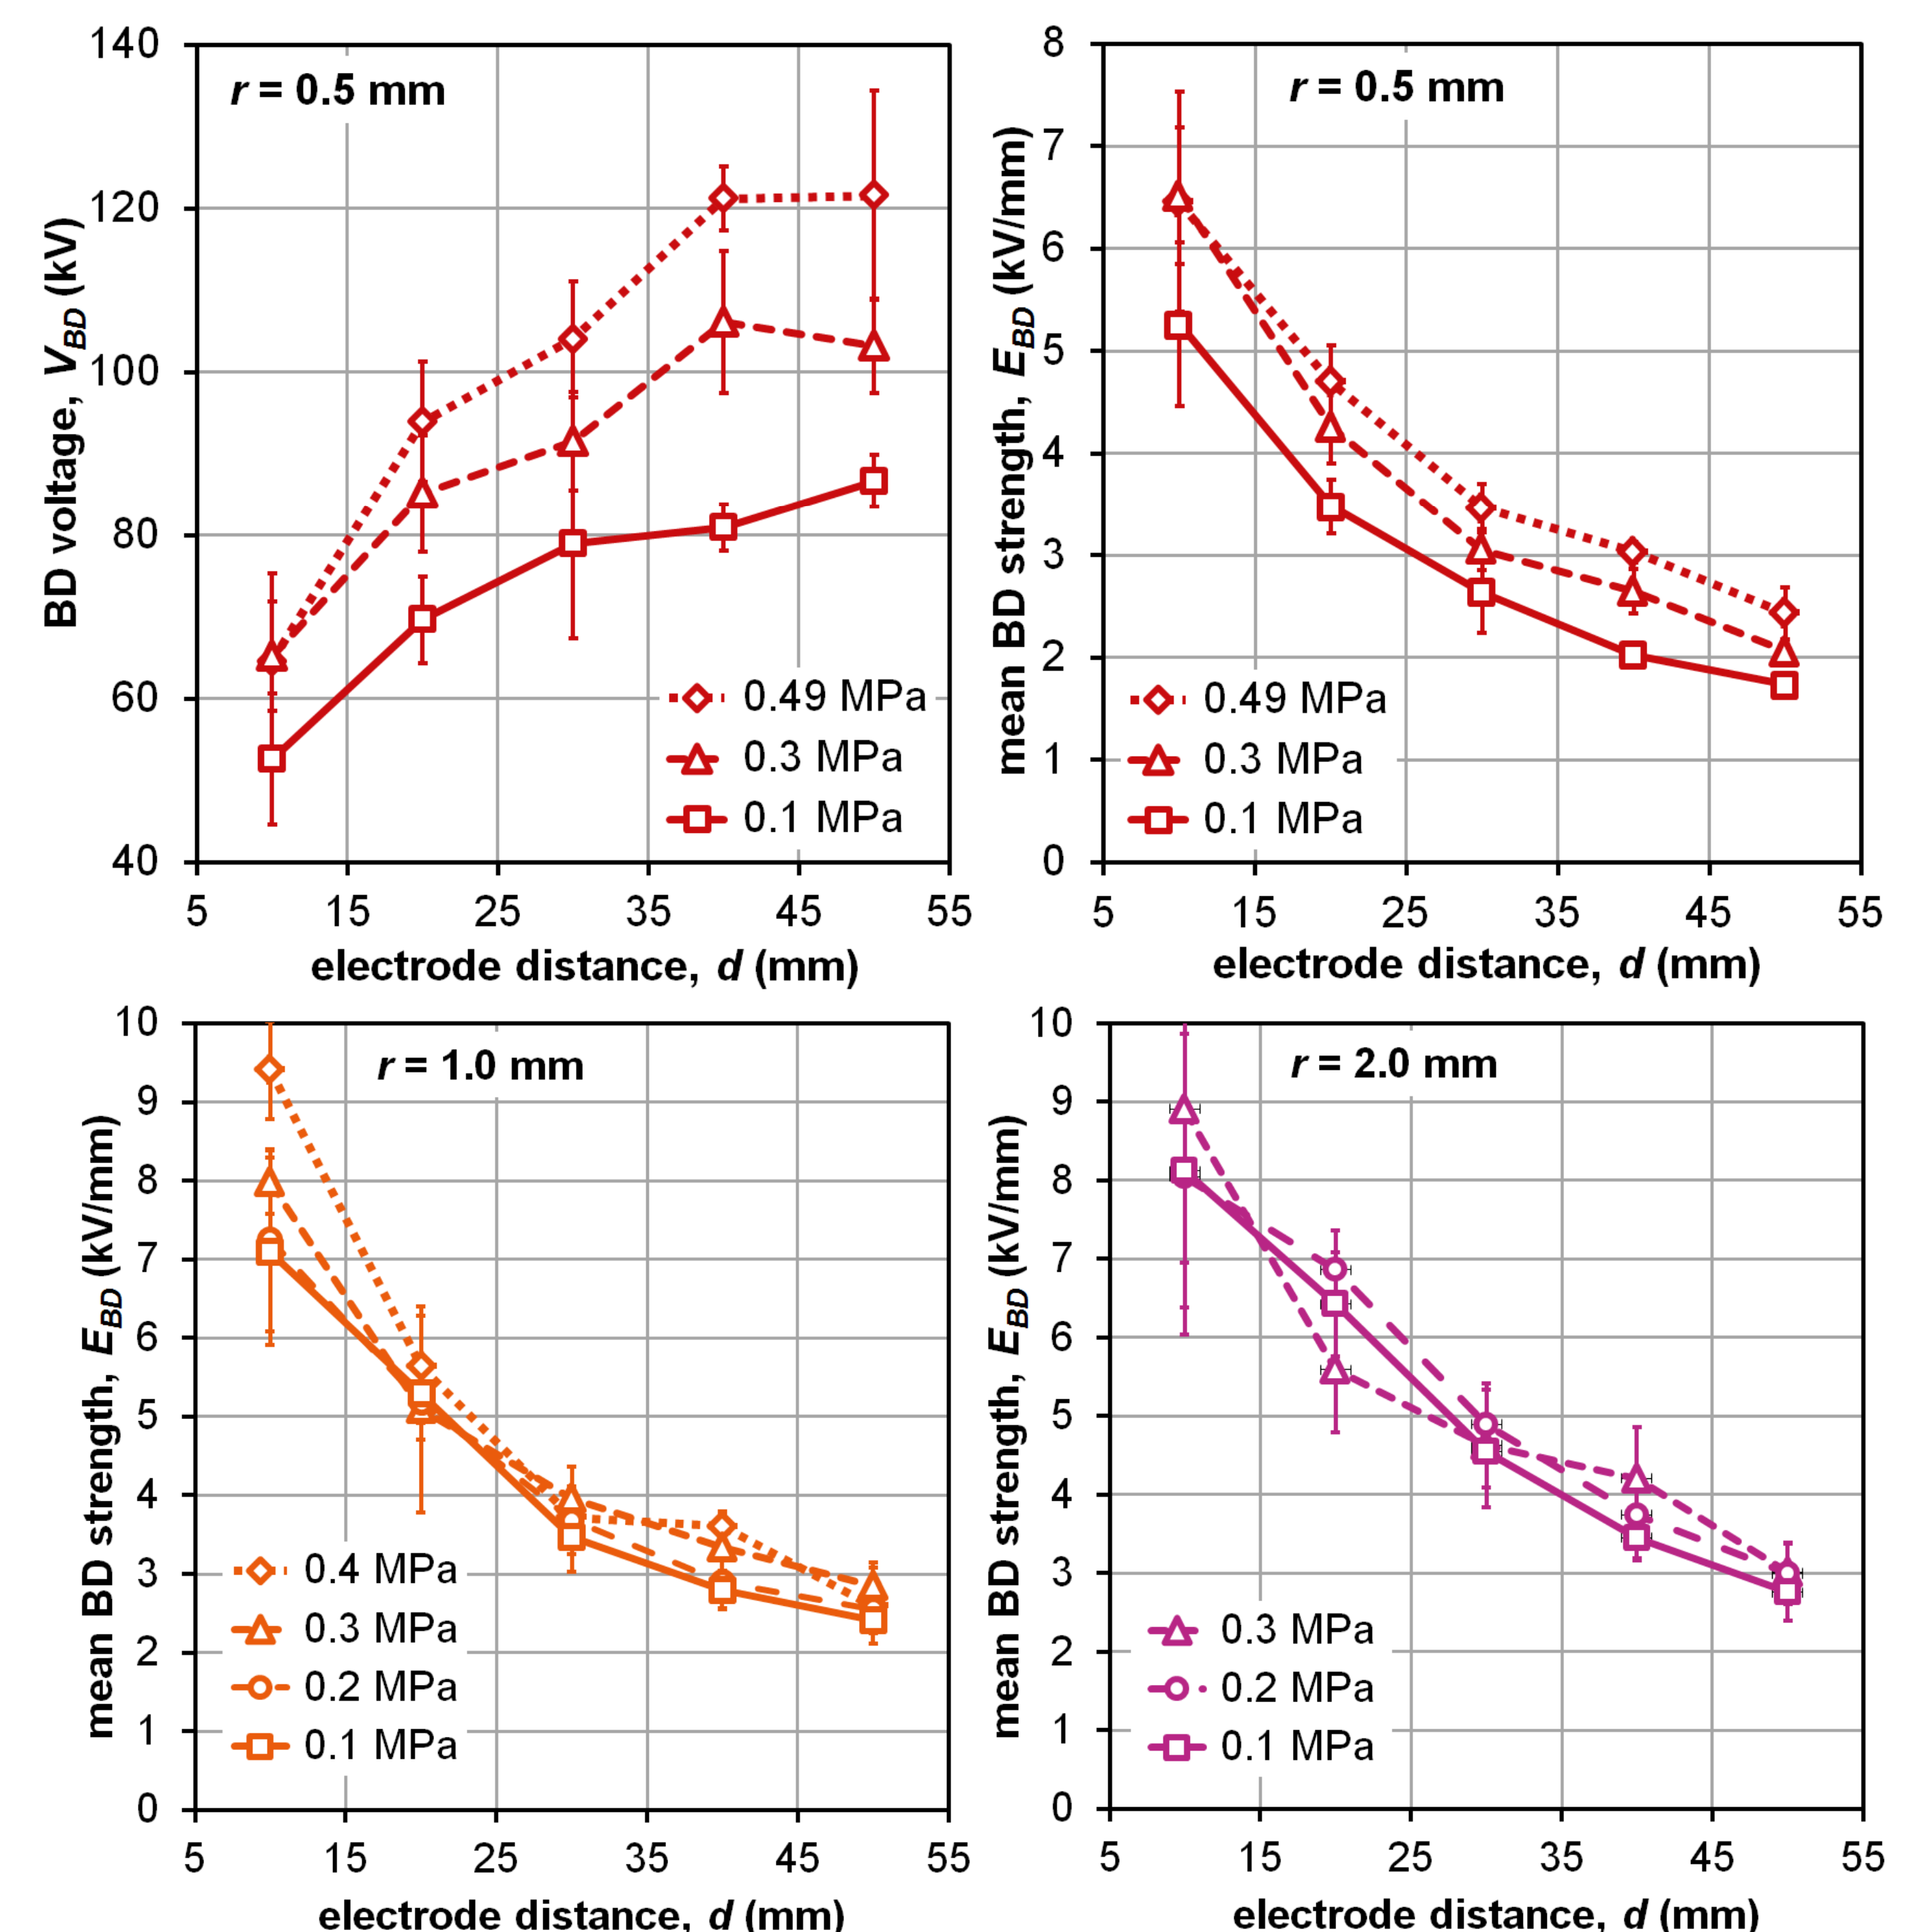 r = 0.5 mm
BD voltage, VBD (kV)
140
120
100
80
60
40
0.49 MPa
0.3 MPa
0.1 MPa
5 15 25 35 45 55
electrode distance, d (mm)
r = 0.5 mm
mean BD strength, EBD (kV/mm)
8
7
6
5
4
3
2
1
0
0.49 MPa
0.3 MPa
0.1 MPa
5 15 25 35 45 55
electrode distance, d (mm)
r = 1.0 mm
mean BD strength, EBD (kV/mm)
10
9
8
7
6
5
4
3
2
1
0
0.4 MPa
0.3 MPa
0.2 MPa
0.1 MPa
5 15 25 35 45 55
electrode distance, d (mm)
r = 2.0 mm
mean BD strength, EBD (kV/mm)
10
9
8
7
6
5
4
3
2
1
0
0.3 MPa
0.2 MPa
0.1 MPa
5 15 25 35 45 55
electrode distance, d (mm)